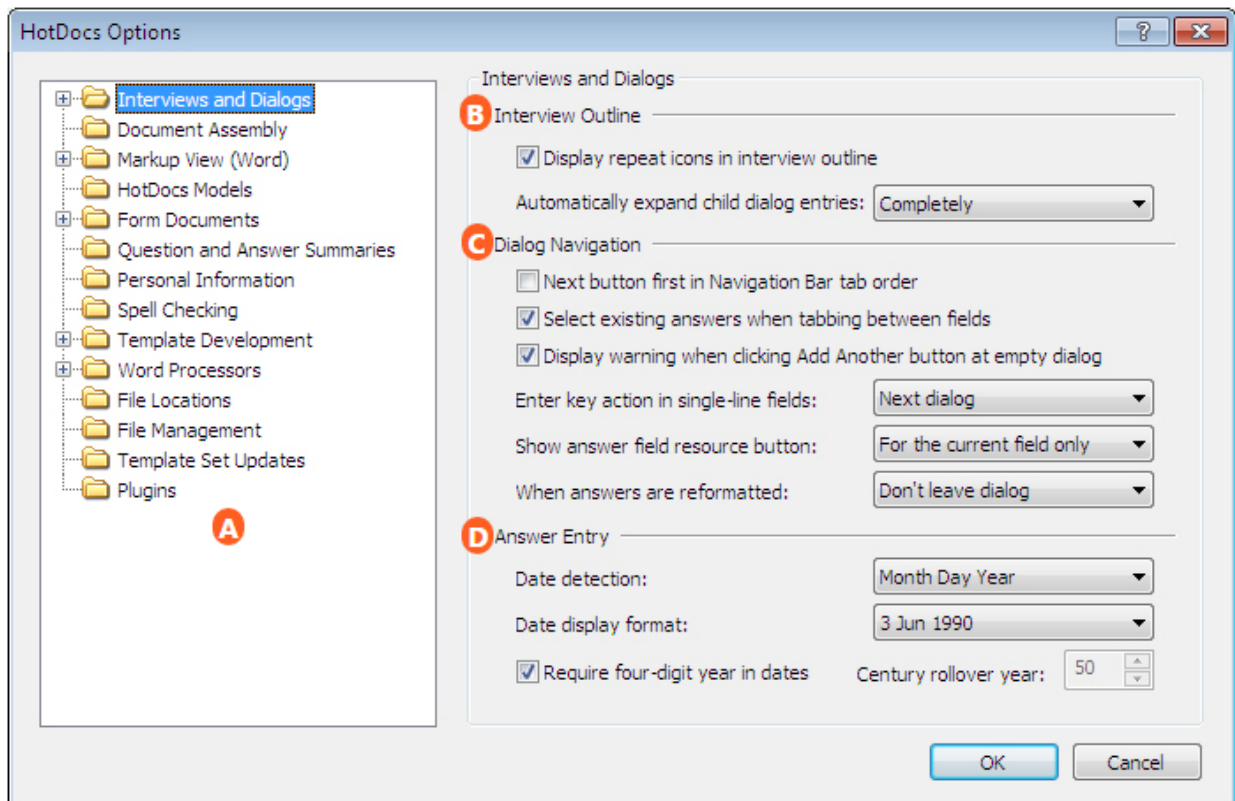 HotDocs Options
Interviews and Dialogs
Document Assembly
Markup View (Word)
HotDocs Models
Form Documents
Question and Answer Summaries
Personal Information
Spell Checking
Template Development
Word Processors
File Locations
File Management
Template Set Updates
Plugins
A
Interviews and Dialogs
B Interview Outline
Display repeat icons in interview outline
Automatically expand child dialog entries: Completely
C Dialog Navigation
Next button first in Navigation Bar tab order
Select existing answers when tabbing between fields
Display warning when clicking Add Another button at empty dialog
Enter key action in single-line fields: Next dialog
Show answer field resource button: For the current field only
When answers are reformatted: Don't leave dialog
D Answer Entry
Date detection: Month Day Year
Date display format: 3 Jun 1990
Require four-digit year in dates Century rollover year: 50
OK Cancel